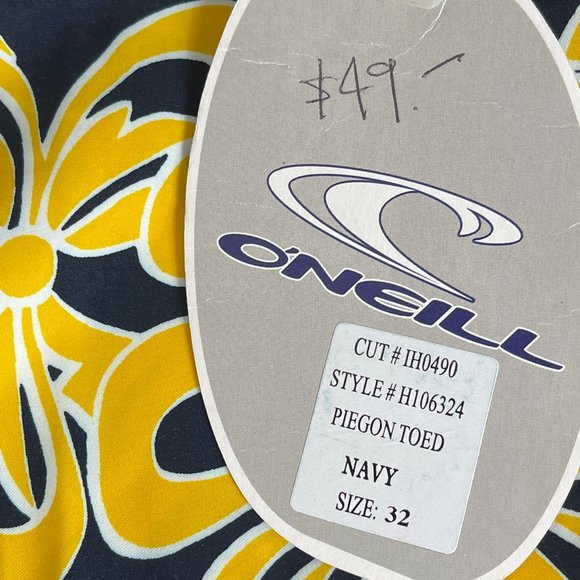 $49.-
O'NEILL
CUT # IH0490
STYLE # H106324
PIEGON TOED
NAVY
SIZE: 32